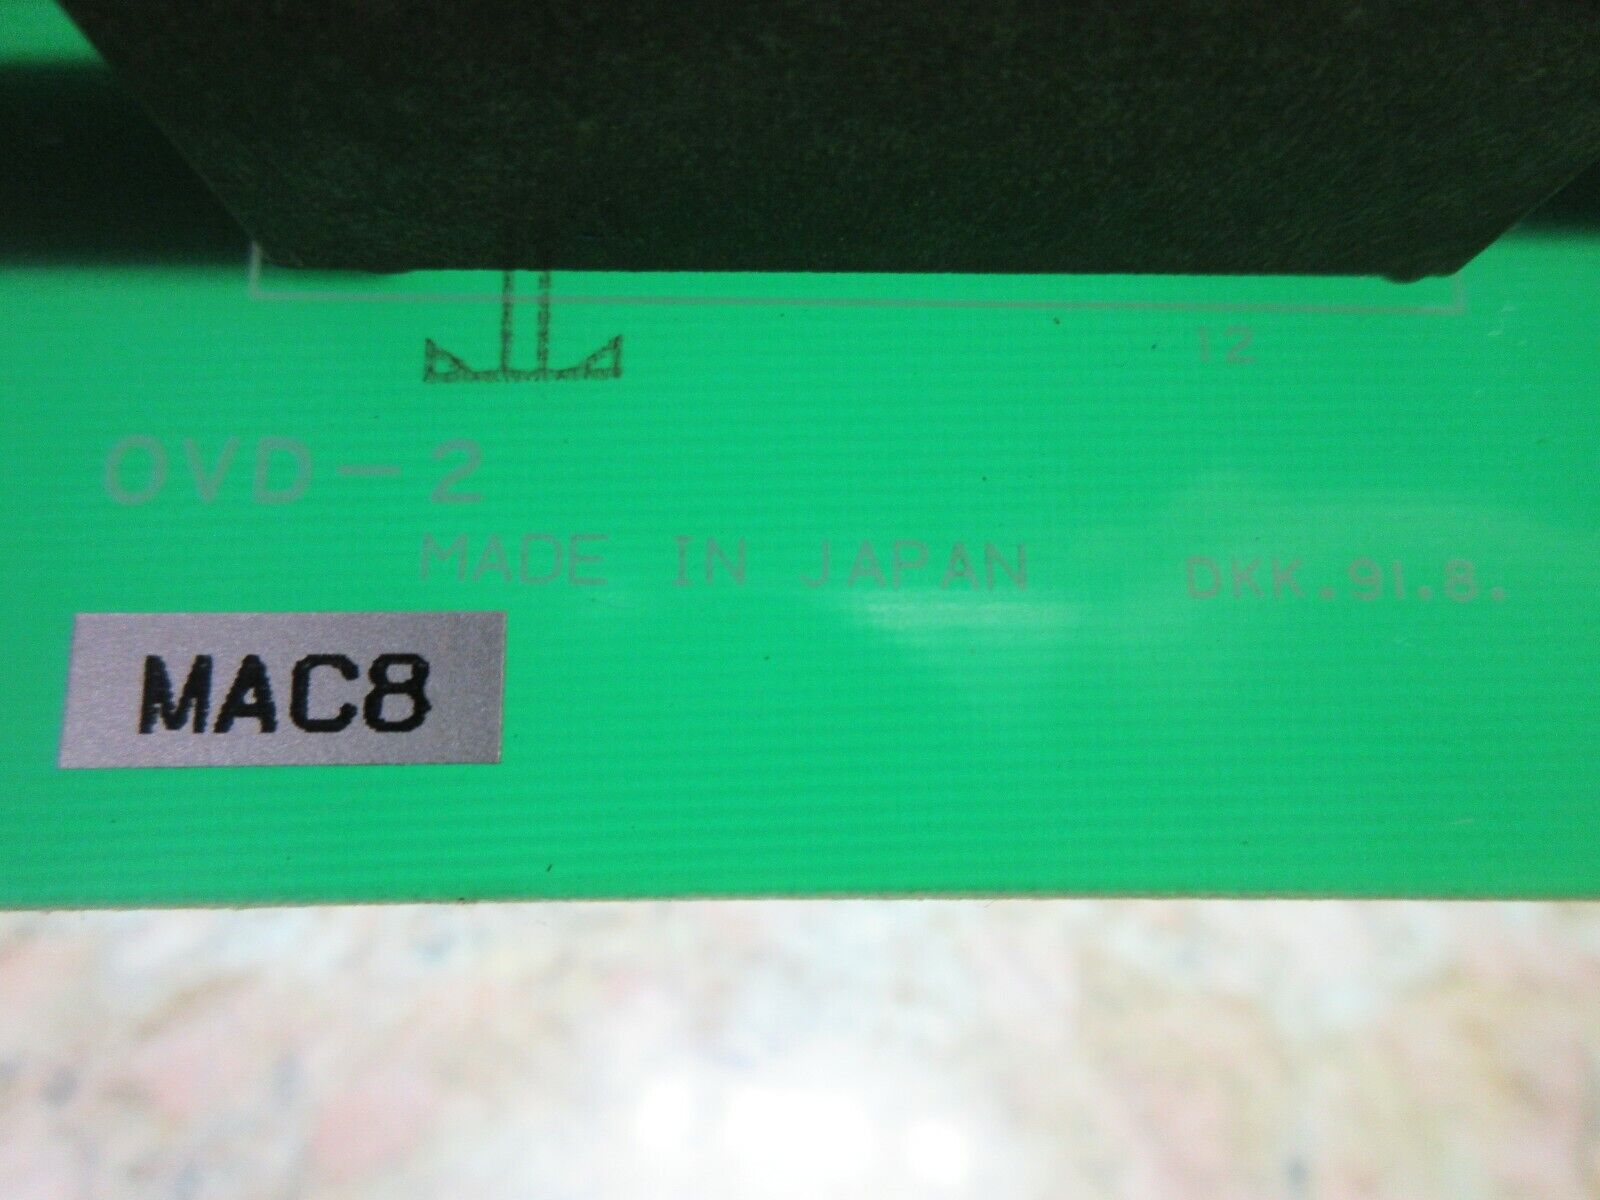 12
OVD-2
MADE IN JAPAN DKK.91.8.
MAC8